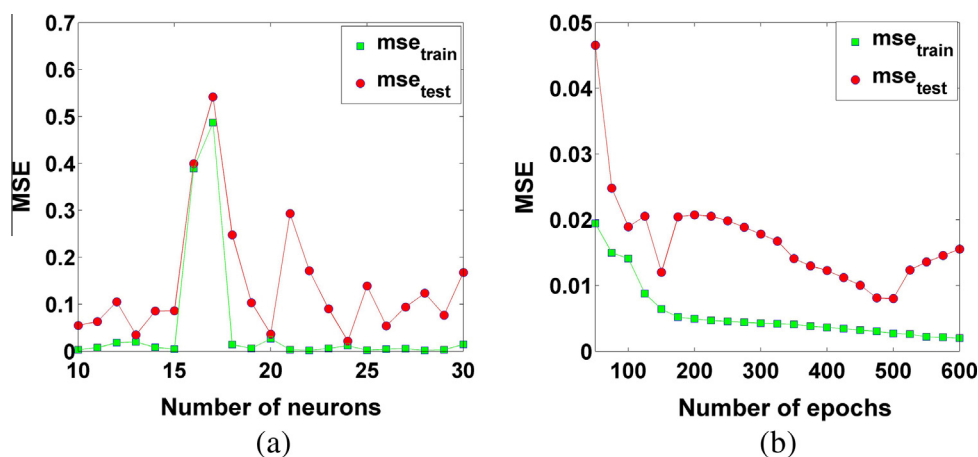 0.7
0.6
0.5
0.4
0.3
0.2
0.1
0
MSE
mse_train
mse_test
10 15 20 25 30
Number of neurons
(a)
0.05
0.04
0.03
0.02
0.01
0
MSE
mse_train
mse_test
100 200 300 400 500 600
Number of epochs
(b)